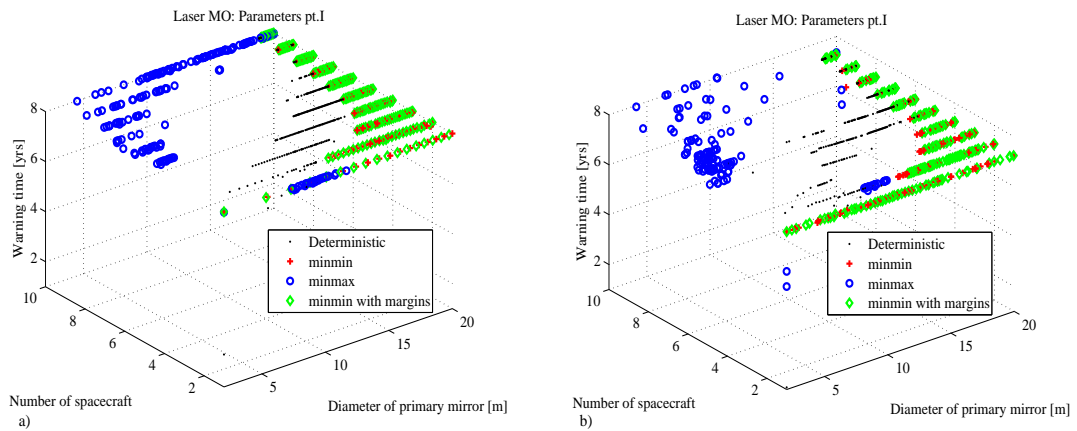 Laser MO: Parameters pt.I
8
6
4
2
Warning time [yrs]
10
8
6
4
2
Number of spacecraft
5
10
15
20
Diameter of primary mirror [m]
Deterministic
minmin
minmax
minmin with margins
a)
Laser MO: Parameters pt.I
8
6
4
2
Warning time [yrs]
10
8
6
4
2
Number of spacecraft
5
10
15
20
Diameter of primary mirror [m]
Deterministic
minmin
minmax
minmin with margins
b)